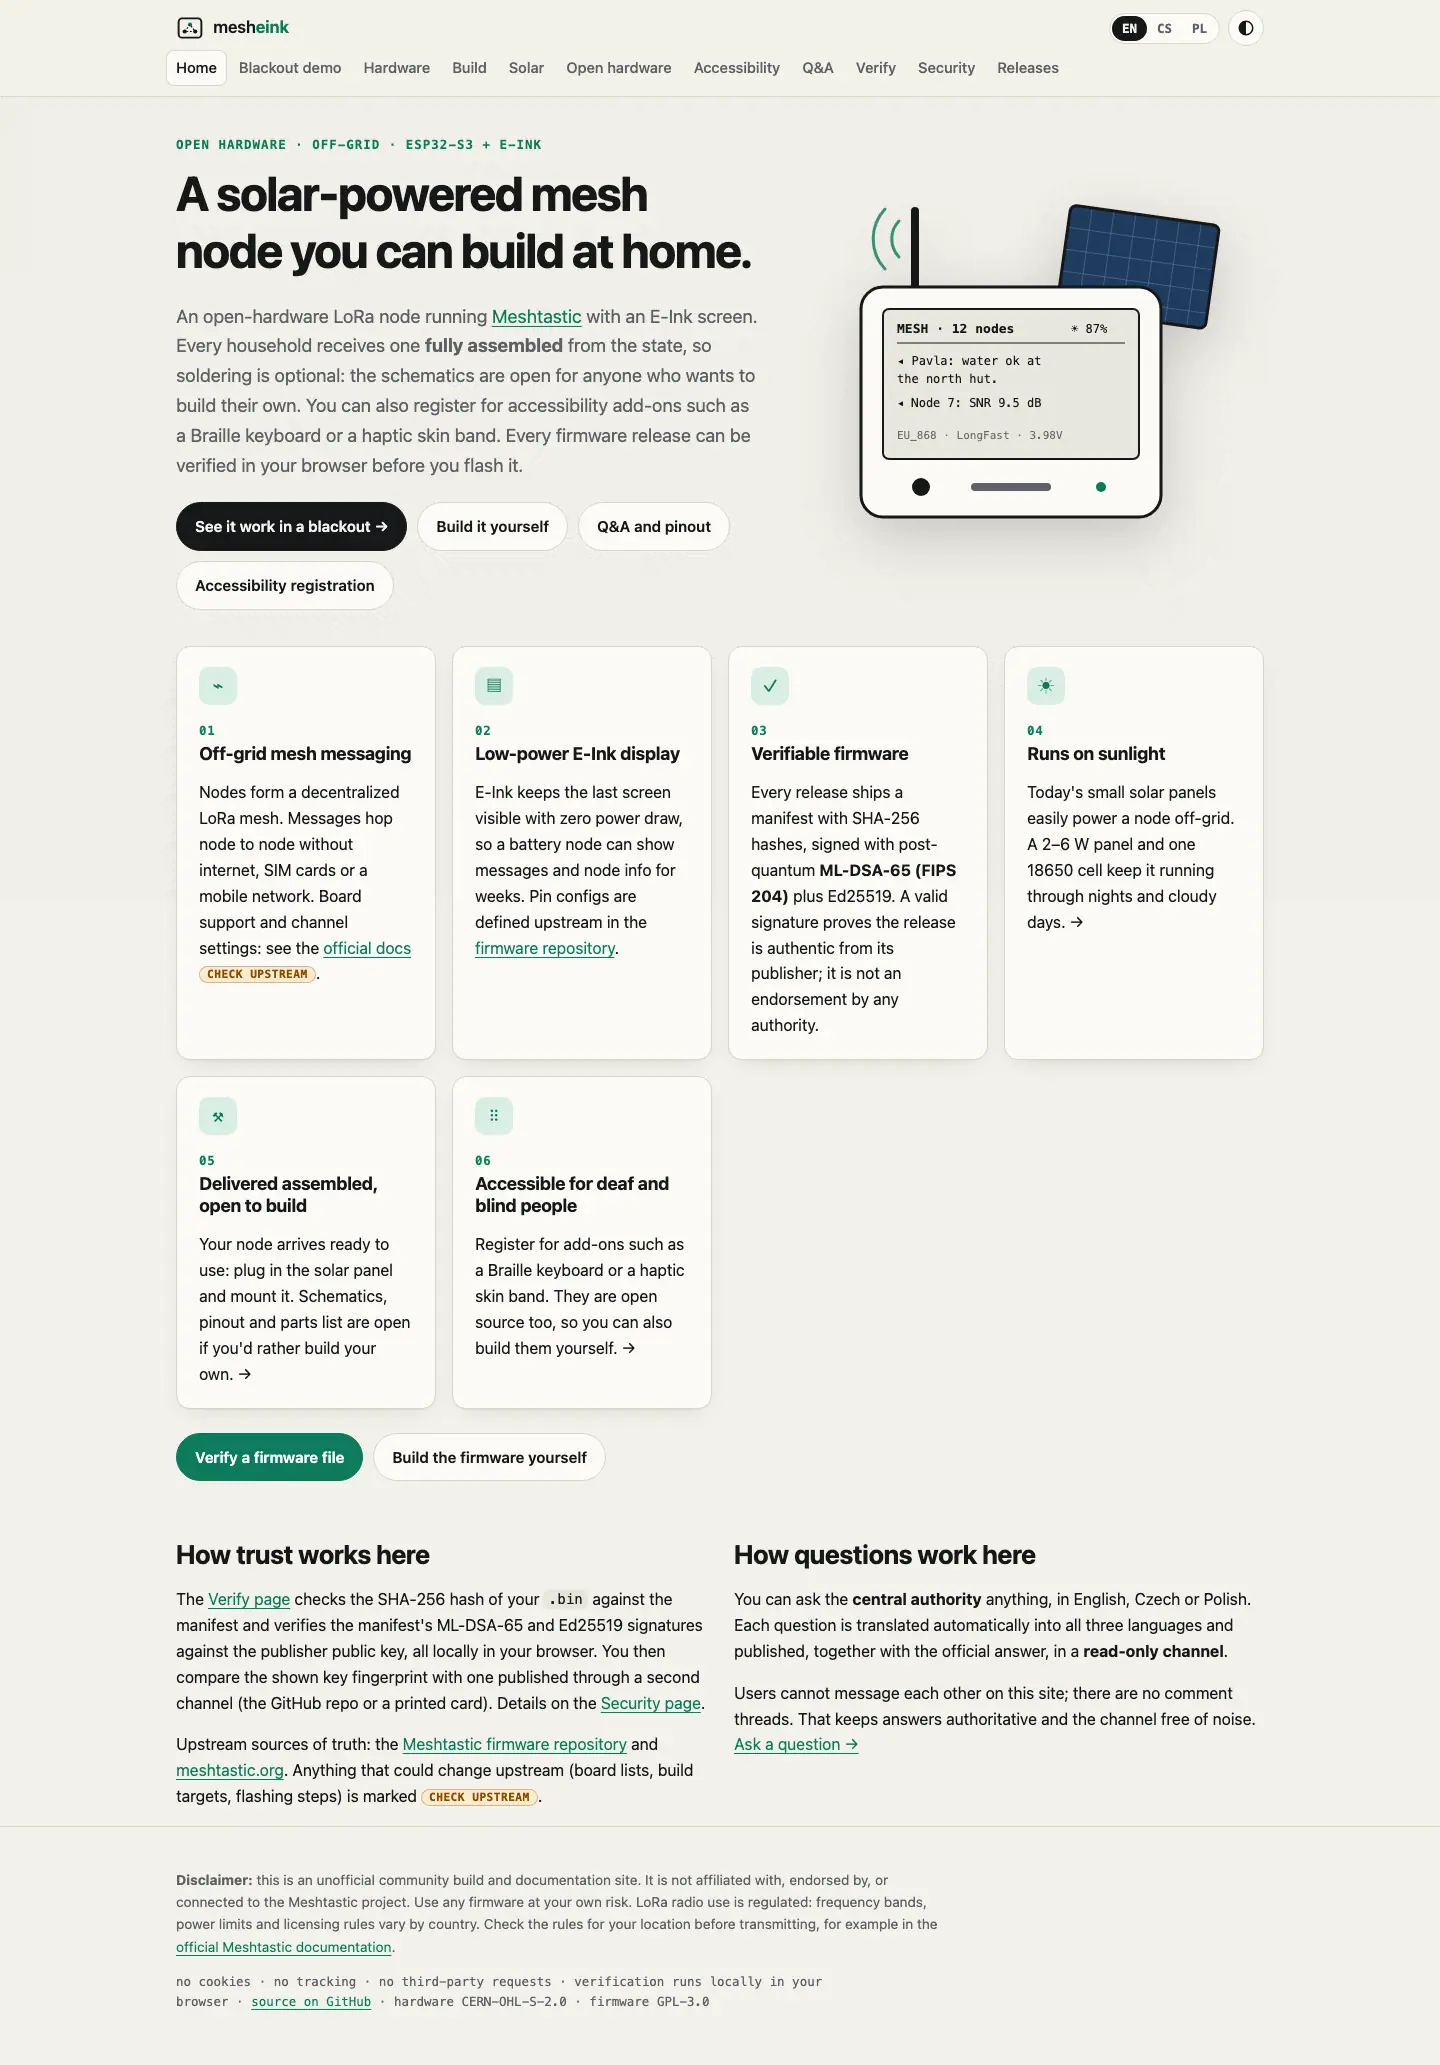 mesheink
EN CS PL
Home Blackout demo Hardware Build Solar Open hardware Accessibility Q&A Verify Security Releases
OPEN HARDWARE · OFF-GRID · ESP32-S3 + E-INK
A solar-powered mesh
node you can build at home.
An open-hardware LoRa node running Meshtastic with an E-Ink screen.
Every household receives one fully assembled from the state, so
soldering is optional: the schematics are open for anyone who wants to
build their own. You can also register for accessibility add-ons such as
a Braille keyboard or a haptic skin band. Every firmware release can be
verified in your browser before you flash it.
See it work in a blackout →
Build it yourself
Q&A and pinout
Accessibility registration
MESH · 12 nodes ☀ 87%
◂ Pavla: water ok at
the north hut.
◂ Node 7: SNR 9.5 dB
EU_868 · LongFast · 3.98V
01
Off-grid mesh messaging
Nodes form a decentralized
LoRa mesh. Messages hop
node to node without
internet, SIM cards or a
mobile network. Board
support and channel
settings: see the official docs
CHECK UPSTREAM.
02
Low-power E-Ink display
E-Ink keeps the last screen
visible with zero power draw,
so a battery node can show
messages and node info for
weeks. Pin configs are
defined upstream in the
firmware repository.
03
Verifiable firmware
Every release ships a
manifest with SHA-256
hashes, signed with post-
quantum ML-DSA-65 (FIPS
204) plus Ed25519. A valid
signature proves the release
is authentic from its
publisher; it is not an
endorsement by any
authority.
04
Runs on sunlight
Today's small solar panels
easily power a node off-grid.
A 2–6 W panel and one
18650 cell keep it running
through nights and cloudy
days. →
05
Delivered assembled,
open to build
Your node arrives ready to
use: plug in the solar panel
and mount it. Schematics,
pinout and parts list are open
if you'd rather build your
own. →
06
Accessible for deaf and
blind people
Register for add-ons such as
a Braille keyboard or a haptic
skin band. They are open
source too, so you can also
build them yourself. →
Verify a firmware file
Build the firmware yourself
How trust works here
The Verify page checks the SHA-256 hash of your .bin against the
manifest and verifies the manifest's ML-DSA-65 and Ed25519 signatures
against the publisher public key, all locally in your browser. You then
compare the shown key fingerprint with one published through a second
channel (the GitHub repo or a printed card). Details on the Security page.
Upstream sources of truth: the Meshtastic firmware repository and
meshtastic.org. Anything that could change upstream (board lists, build
targets, flashing steps) is marked CHECK UPSTREAM.
How questions work here
You can ask the central authority anything, in English, Czech or Polish.
Each question is translated automatically into all three languages and
published, together with the official answer, in a read-only channel.
Users cannot message each other on this site; there are no comment
threads. That keeps answers authoritative and the channel free of noise.
Ask a question →
Disclaimer: this is an unofficial community build and documentation site. It is not affiliated with, endorsed by, or
connected to the Meshtastic project. Use any firmware at your own risk. LoRa radio use is regulated: frequency bands,
power limits and licensing rules vary by country. Check the rules for your location before transmitting, for example in the
official Meshtastic documentation.
no cookies · no tracking · no third-party requests · verification runs locally in your
browser · source on GitHub · hardware CERN-OHL-S-2.0 · firmware GPL-3.0